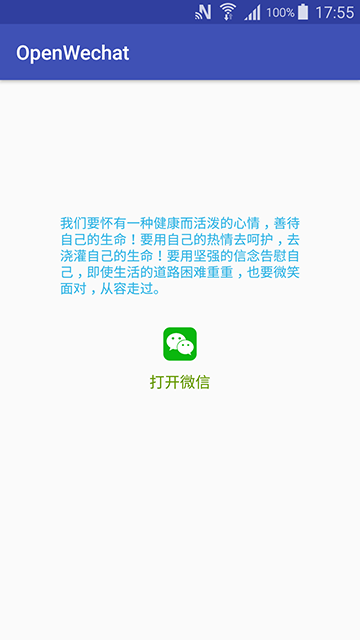 100% 17:55
OpenWechat
我们要怀有一种健康而活泼的心情，善待
自己的生命！要用自己的热情去呵护，去
浇灌自己的生命！要用坚强的信念告慰自
己，即使生活的道路困难重重，也要微笑
面对，从容走过。
打开微信